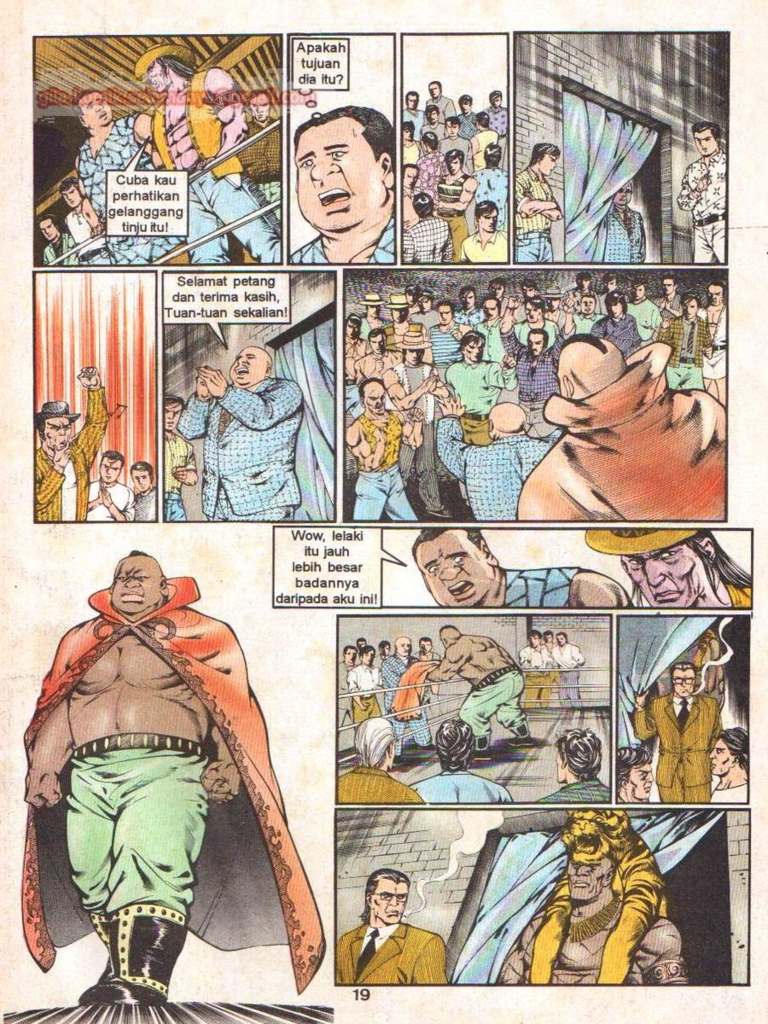 Cuba kau
perhatikan
gelanggang
tinju itu!
Apakah
tujuan
dia itu?
Selamat petang
dan terima kasih,
Tuan-tuan sekalian!
Wow, lelaki
itu jauh
lebih besar
badannya
daripada aku ini!
19